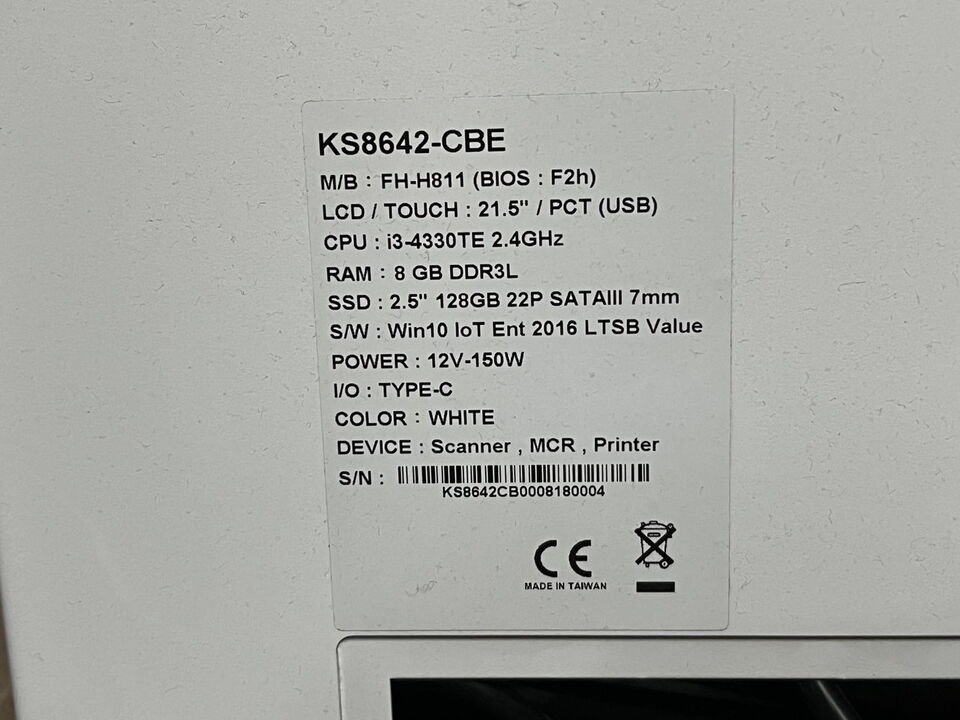 KS8642-CBE
M/B : FH-H811 (BIOS : F2h)
LCD / TOUCH : 21.5" / PCT (USB)
CPU : i3-4330TE 2.4GHz
RAM : 8 GB DDR3L
SSD : 2.5" 128GB 22P SATAIII 7mm
S/W : Win10 IoT Ent 2016 LTSB Value
POWER : 12V-150W
I/O : TYPE-C
COLOR : WHITE
DEVICE : Scanner , MCR , Printer
S/N :
KS8642CB0008180004
CE
MADE IN TAIWAN